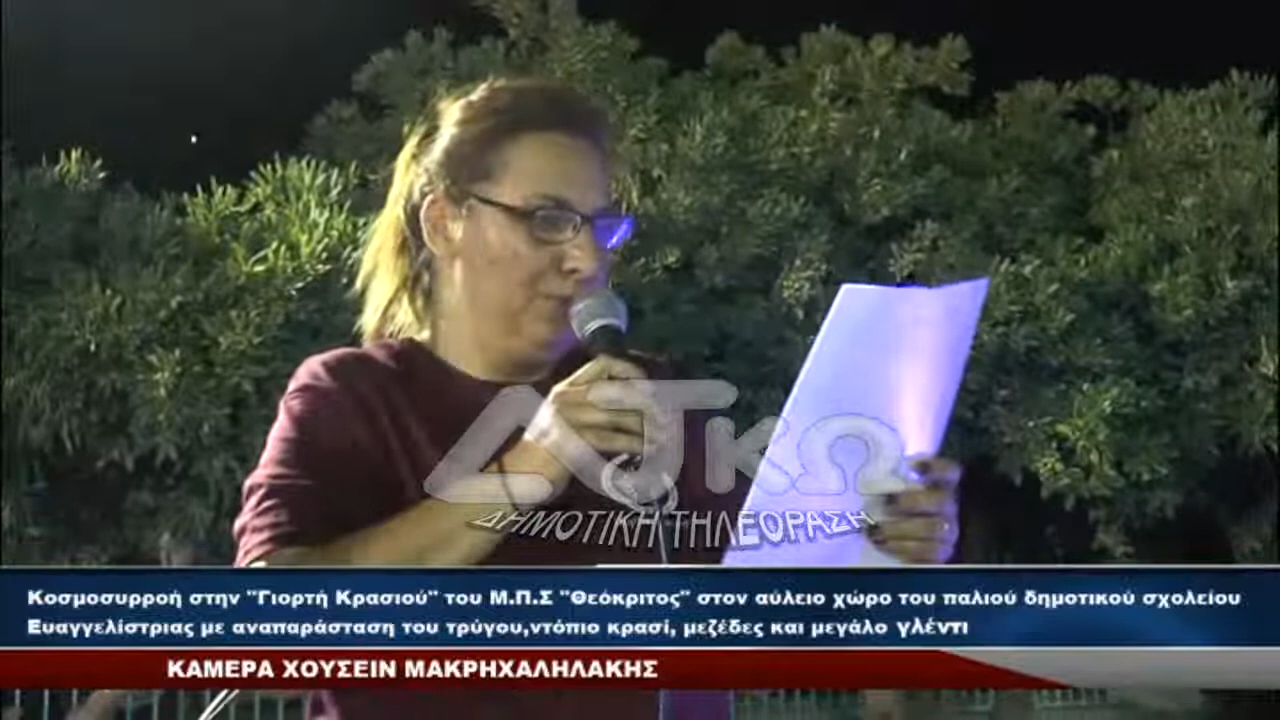 ΔΤΚΩ
ΔΗΜΟΤΙΚΗ ΤΗΛΕΟΡΑΣΗ
Κοσμοσυρροή στην "Γιορτή Κρασιού" του Μ.Π.Σ "Θεόκριτος" στον αύλειο χώρο του παλιού δημοτικού σχολείου
Ευαγγελίστριας με αναπαράσταση του τρύγου,ντόπιο κρασί, μεζέδες και μεγάλο γλέντι
ΚΑΜΕΡΑ ΧΟΥΣΕΙΝ ΜΑΚΡΗΧΑΛΗΛΑΚΗΣ